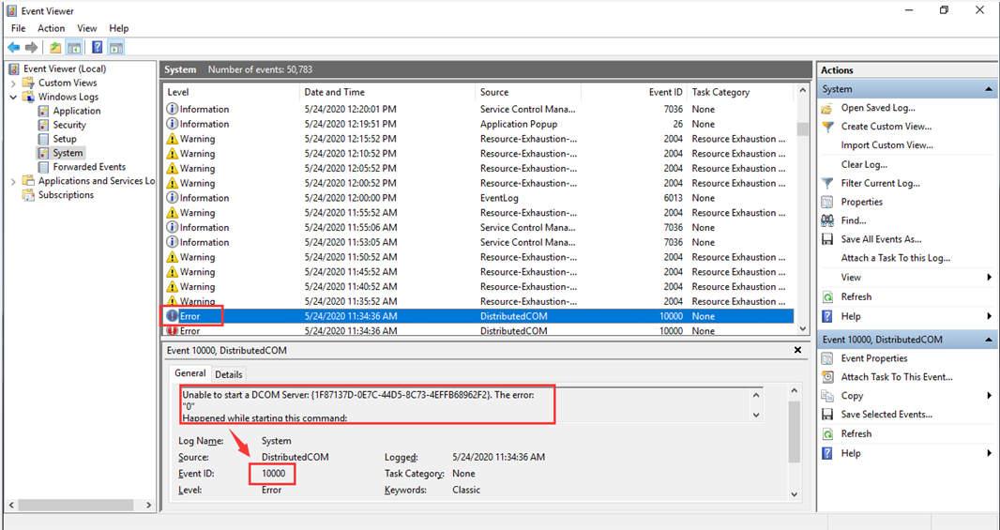 Event Viewer
File Action View Help
Event Viewer (Local)
Custom Views
Windows Logs
Application
Security
Setup
System
Forwarded Events
Applications and Services Lo
Subscriptions
System Number of events: 50,783
Level Date and Time Source Event ID Task Category
Information 5/24/2020 12:20:01 PM Service Control Mana... 7036 None
Information 5/24/2020 12:19:51 PM Application Popup 26 None
Warning 5/24/2020 12:15:52 PM Resource-Exhaustion-... 2004 Resource Exhaustion ...
Warning 5/24/2020 12:10:52 PM Resource-Exhaustion-... 2004 Resource Exhaustion ...
Warning 5/24/2020 12:05:52 PM Resource-Exhaustion-... 2004 Resource Exhaustion ...
Warning 5/24/2020 12:00:52 PM Resource-Exhaustion-... 2004 Resource Exhaustion ...
Information 5/24/2020 12:00:00 PM EventLog 6013 None
Warning 5/24/2020 11:55:52 AM Resource-Exhaustion-... 2004 Resource Exhaustion ...
Information 5/24/2020 11:55:06 AM Service Control Mana... 7036 None
Information 5/24/2020 11:53:05 AM Service Control Mana... 7036 None
Warning 5/24/2020 11:50:52 AM Resource-Exhaustion-... 2004 Resource Exhaustion ...
Warning 5/24/2020 11:45:52 AM Resource-Exhaustion-... 2004 Resource Exhaustion ...
Warning 5/24/2020 11:40:52 AM Resource-Exhaustion-... 2004 Resource Exhaustion ...
Warning 5/24/2020 11:35:52 AM Resource-Exhaustion-... 2004 Resource Exhaustion ...
Error 5/24/2020 11:34:36 AM DistributedCOM 10000 None
Error 5/24/2020 11:34:36 AM DistributedCOM 10000 None
Event 10000, DistributedCOM
General Details
Unable to start a DCOM Server: {1F87137D-0E7C-44D5-8C73-4EFFB68962F2}. The error:
"0"
Happened while starting this command:
Log Name: System
Source: DistributedCOM Logged: 5/24/2020 11:34:36 AM
Event ID: 10000 Task Category: None
Level: Error Keywords: Classic
Actions
System
Open Saved Log...
Create Custom View...
Import Custom View...
Clear Log...
Filter Current Log...
Properties
Find...
Save All Events As...
Attach a Task To this Log...
View
Refresh
Help
Event 10000, DistributedCOM
Event Properties
Attach Task To This Event...
Copy
Save Selected Events...
Refresh
Help